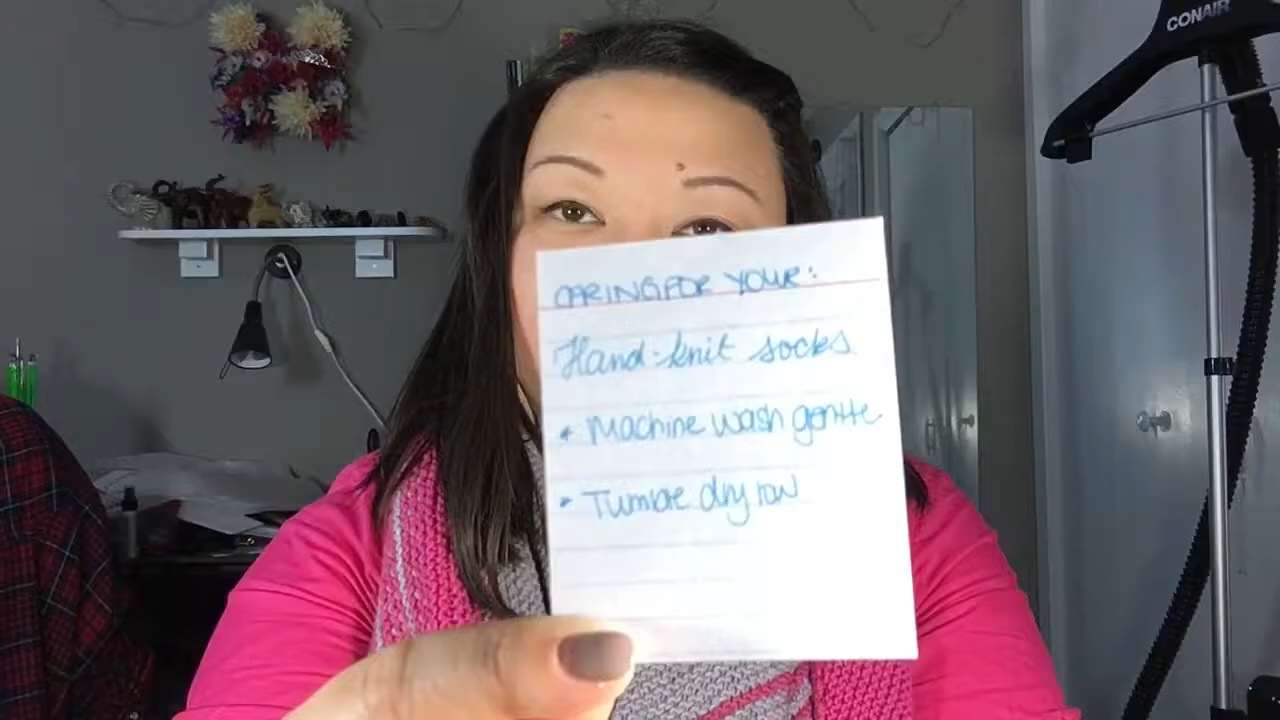 CONAIR
CARING FOR YOUR:
Hand-knit socks
• Machine wash gentle
• Tumble dry low